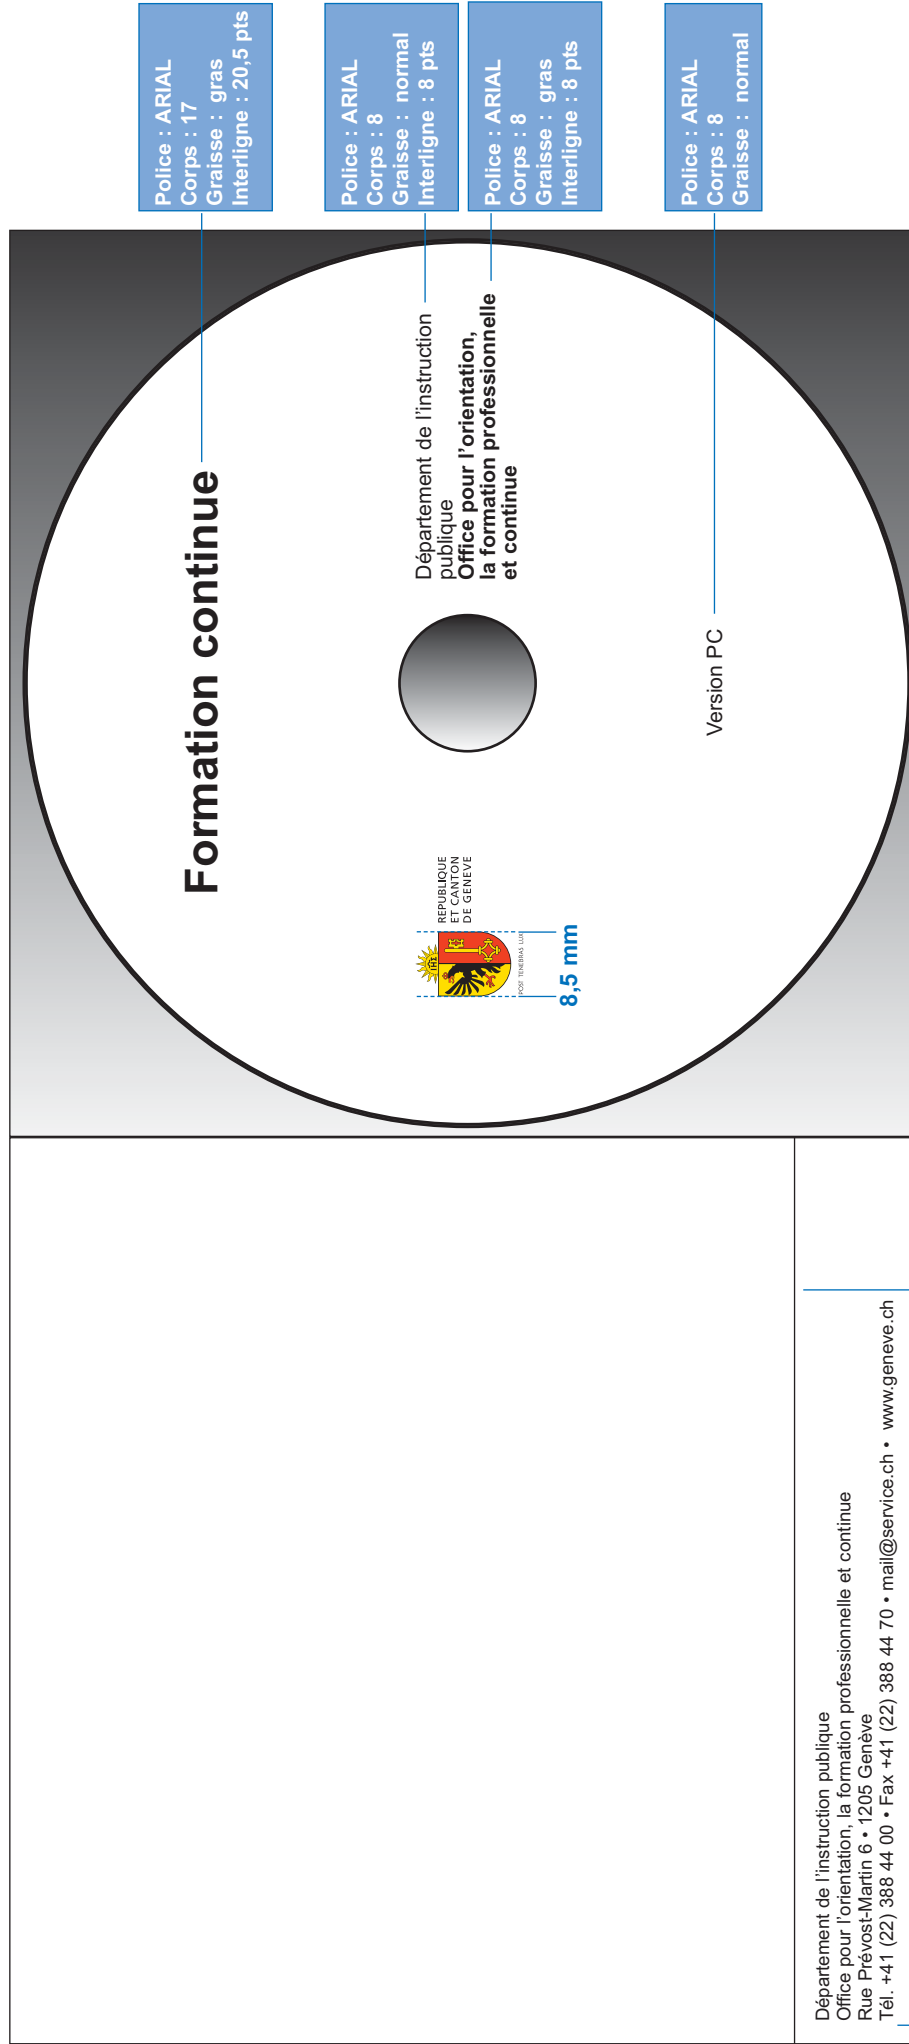 Police : ARIAL
Corps : 17
Graisse : gras
Interligne : 20,5 pts
Formation continue
Police : ARIAL
Corps : 8
Graisse : normal
Interligne : 8 pts
Police : ARIAL
Corps : 8
Graisse : gras
Interligne : 8 pts
Département de l'instruction
publique
Office pour l'orientation,
la formation professionnelle
et continue
REPUBLIQUE
ET CANTON
DE GENEVE
POST TENEBRAS LUX
8,5 mm
Police : ARIAL
Corps : 8
Graisse : normal
Version PC
Département de l'instruction publique
Office pour l'orientation, la formation professionnelle et continue
Rue Prévost-Martin 6 • 1205 Genève
Tél. +41 (22) 388 44 00 • Fax +41 (22) 388 44 70 • mail@service.ch • www.geneve.ch